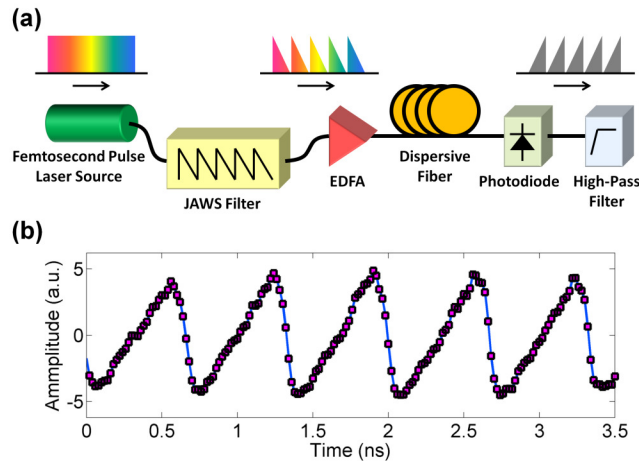 (a)
Femtosecond Pulse
Laser Source
JAWS Filter
EDFA
Dispersive
Fiber
Photodiode
High-Pass
Filter
(b)
Ammplitude (a.u.)
5
0
-5
0
0.5
1
1.5
2
2.5
3
3.5
Time (ns)